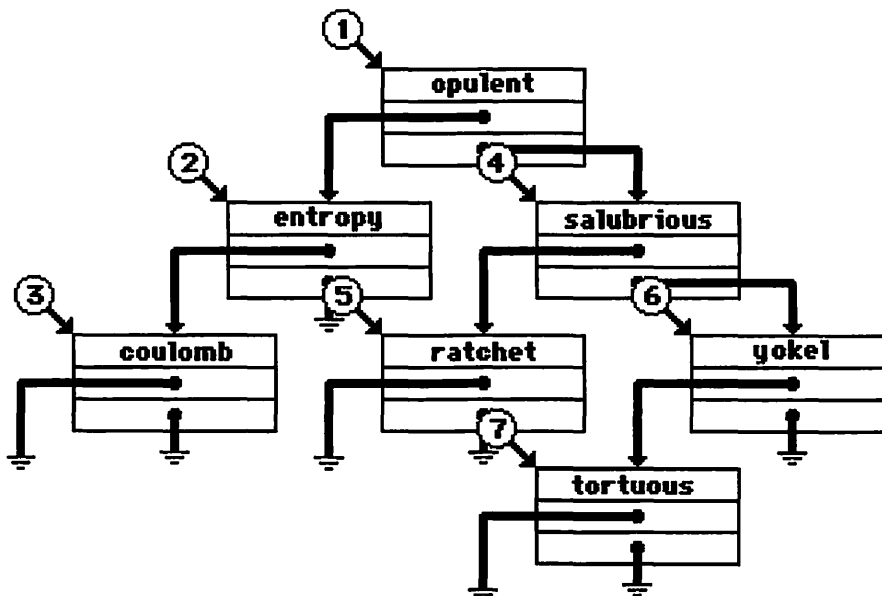 1
opulent
2
4
entropy
salubrious
3
5
6
coulomb
ratchet
yokel
7
tortuous